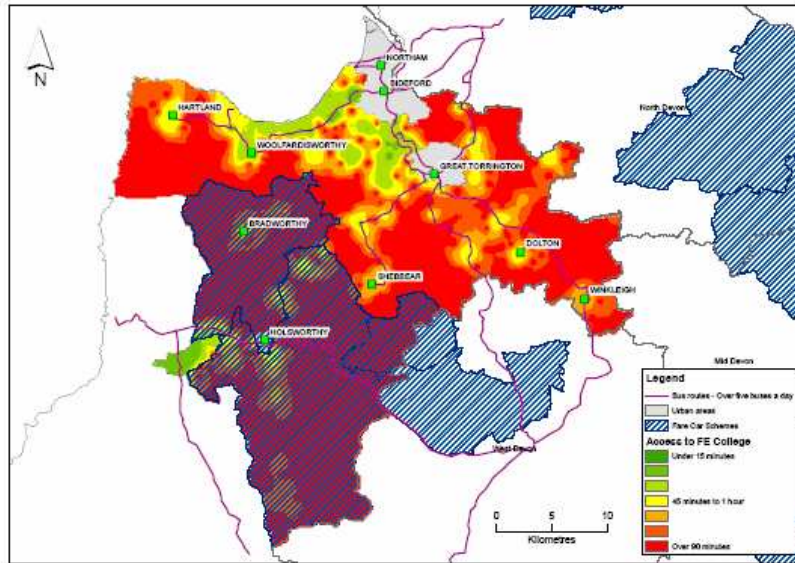 N
NORTHAM
BIDEFORD
HARTLAND
North Devon
WOOLFARDISWORTHY
GREAT TORRINGTON
BRADWORTHY
DOLTON
SHEBBEAR
WINKLEIGH
HOLSWORTHY
Mid Devon
West Devon
Legend
Bus routes - Over five buses a day
Urban areas
Fare Car Schemes
Access to FE College
Under 15 minutes
45 minutes to 1 hour
Over 90 minutes
0 5 10
Kilometres